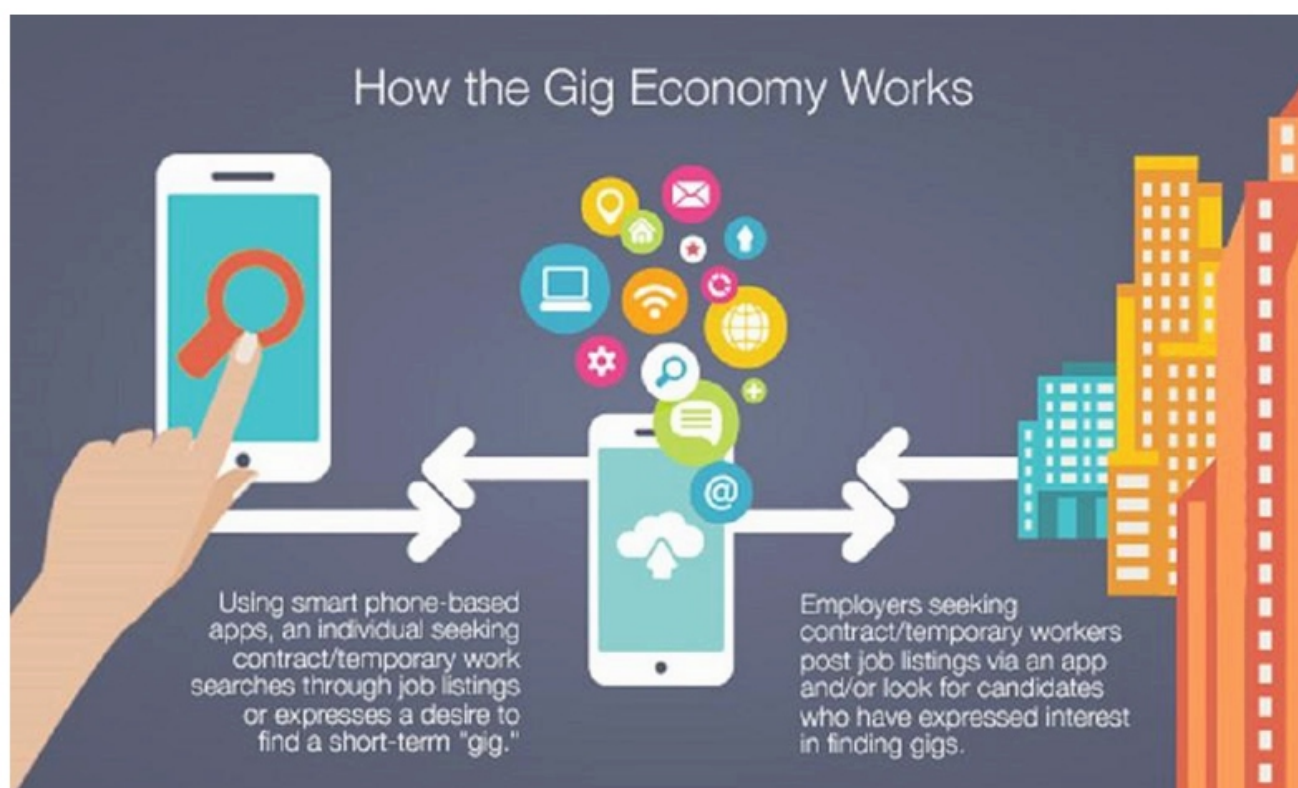 How the Gig Economy Works
Using smart phone-based
apps, an individual seeking
contract/temporary work
searches through job listings
or expresses a desire to
find a short-term "gig."
@
Employers seeking
contract/temporary workers
post job listings via an app
and/or look for candidates
who have expressed interest
in finding gigs.